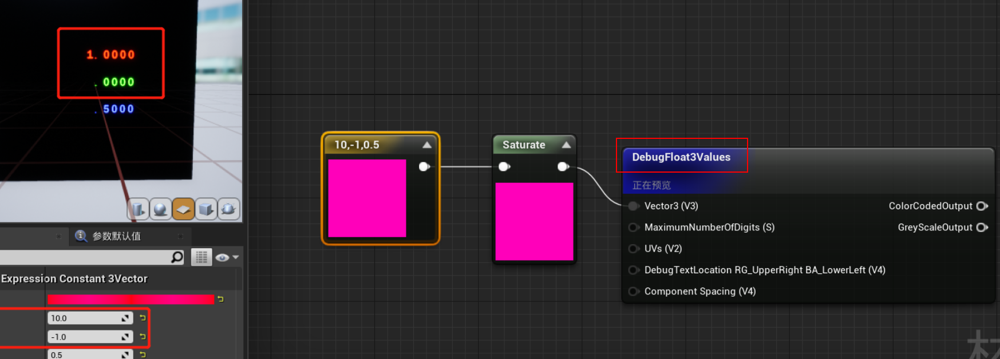 1. 0000
. 0000
. 5000
10,-1,0.5
Saturate
DebugFloat3Values
正在预览
Vector3 (V3)
ColorCodedOutput
MaximumNumberOfDigits (S)
GreyScaleOutput
UVs (V2)
DebugTextLocation RG_UpperRight BA_LowerLeft (V4)
Component Spacing (V4)
参数默认值
Expression Constant 3Vector
10.0
-1.0
0.5